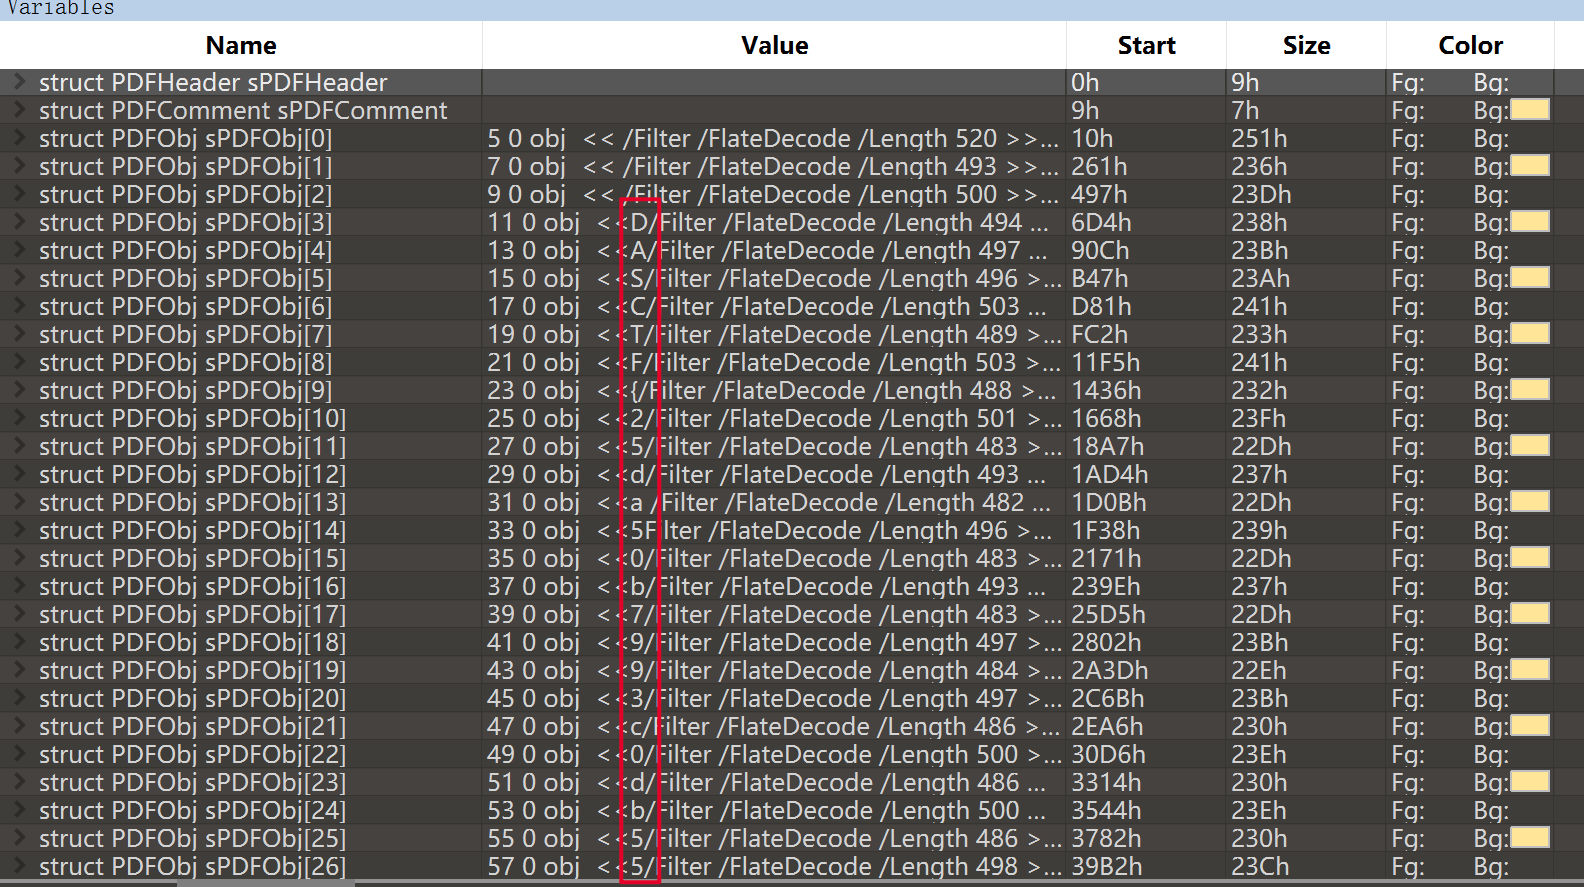 Variables
Name Value Start Size Color
struct PDFHeader sPDFHeader 0h 9h Fg: Bg:
struct PDFComment sPDFComment 9h 7h Fg: Bg:
struct PDFObj sPDFObj[0] 5 0 obj << /Filter /FlateDecode /Length 520 >>... 10h 251h Fg: Bg:
struct PDFObj sPDFObj[1] 7 0 obj << /Filter /FlateDecode /Length 493 >>... 261h 236h Fg: Bg:
struct PDFObj sPDFObj[2] 9 0 obj << /Filter /FlateDecode /Length 500 >>... 497h 23Dh Fg: Bg:
struct PDFObj sPDFObj[3] 11 0 obj <<D/Filter /FlateDecode /Length 494 ... 6D4h 238h Fg: Bg:
struct PDFObj sPDFObj[4] 13 0 obj <<A/Filter /FlateDecode /Length 497 ... 90Ch 23Bh Fg: Bg:
struct PDFObj sPDFObj[5] 15 0 obj <<S/Filter /FlateDecode /Length 496 >... B47h 23Ah Fg: Bg:
struct PDFObj sPDFObj[6] 17 0 obj <<C/Filter /FlateDecode /Length 503 ... D81h 241h Fg: Bg:
struct PDFObj sPDFObj[7] 19 0 obj <<T/Filter /FlateDecode /Length 489 >... FC2h 233h Fg: Bg:
struct PDFObj sPDFObj[8] 21 0 obj <<F/Filter /FlateDecode /Length 503 >... 11F5h 241h Fg: Bg:
struct PDFObj sPDFObj[9] 23 0 obj <<{/Filter /FlateDecode /Length 488 >... 1436h 232h Fg: Bg:
struct PDFObj sPDFObj[10] 25 0 obj <<2/Filter /FlateDecode /Length 501 >... 1668h 23Fh Fg: Bg:
struct PDFObj sPDFObj[11] 27 0 obj <<5/Filter /FlateDecode /Length 483 >... 18A7h 22Dh Fg: Bg:
struct PDFObj sPDFObj[12] 29 0 obj <<d/Filter /FlateDecode /Length 493 ... 1AD4h 237h Fg: Bg:
struct PDFObj sPDFObj[13] 31 0 obj <<a /Filter /FlateDecode /Length 482 ... 1D0Bh 22Dh Fg: Bg:
struct PDFObj sPDFObj[14] 33 0 obj <<5Filter /FlateDecode /Length 496 >... 1F38h 239h Fg: Bg:
struct PDFObj sPDFObj[15] 35 0 obj <<0/Filter /FlateDecode /Length 483 >... 2171h 22Dh Fg: Bg:
struct PDFObj sPDFObj[16] 37 0 obj <<b/Filter /FlateDecode /Length 493 ... 239Eh 237h Fg: Bg:
struct PDFObj sPDFObj[17] 39 0 obj <<7/Filter /FlateDecode /Length 483 >... 25D5h 22Dh Fg: Bg:
struct PDFObj sPDFObj[18] 41 0 obj <<9/Filter /FlateDecode /Length 497 >... 2802h 23Bh Fg: Bg:
struct PDFObj sPDFObj[19] 43 0 obj <<9/Filter /FlateDecode /Length 484 >... 2A3Dh 22Eh Fg: Bg:
struct PDFObj sPDFObj[20] 45 0 obj <<3/Filter /FlateDecode /Length 497 >... 2C6Bh 23Bh Fg: Bg:
struct PDFObj sPDFObj[21] 47 0 obj <<c/Filter /FlateDecode /Length 486 >... 2EA6h 230h Fg: Bg:
struct PDFObj sPDFObj[22] 49 0 obj <<0/Filter /FlateDecode /Length 500 >... 30D6h 23Eh Fg: Bg:
struct PDFObj sPDFObj[23] 51 0 obj <<d/Filter /FlateDecode /Length 486 ... 3314h 230h Fg: Bg:
struct PDFObj sPDFObj[24] 53 0 obj <<b/Filter /FlateDecode /Length 500 ... 3544h 23Eh Fg: Bg:
struct PDFObj sPDFObj[25] 55 0 obj <<5/Filter /FlateDecode /Length 486 >... 3782h 230h Fg: Bg:
struct PDFObj sPDFObj[26] 57 0 obj <<5/Filter /FlateDecode /Length 498 >... 39B2h 23Ch Fg: Bg: